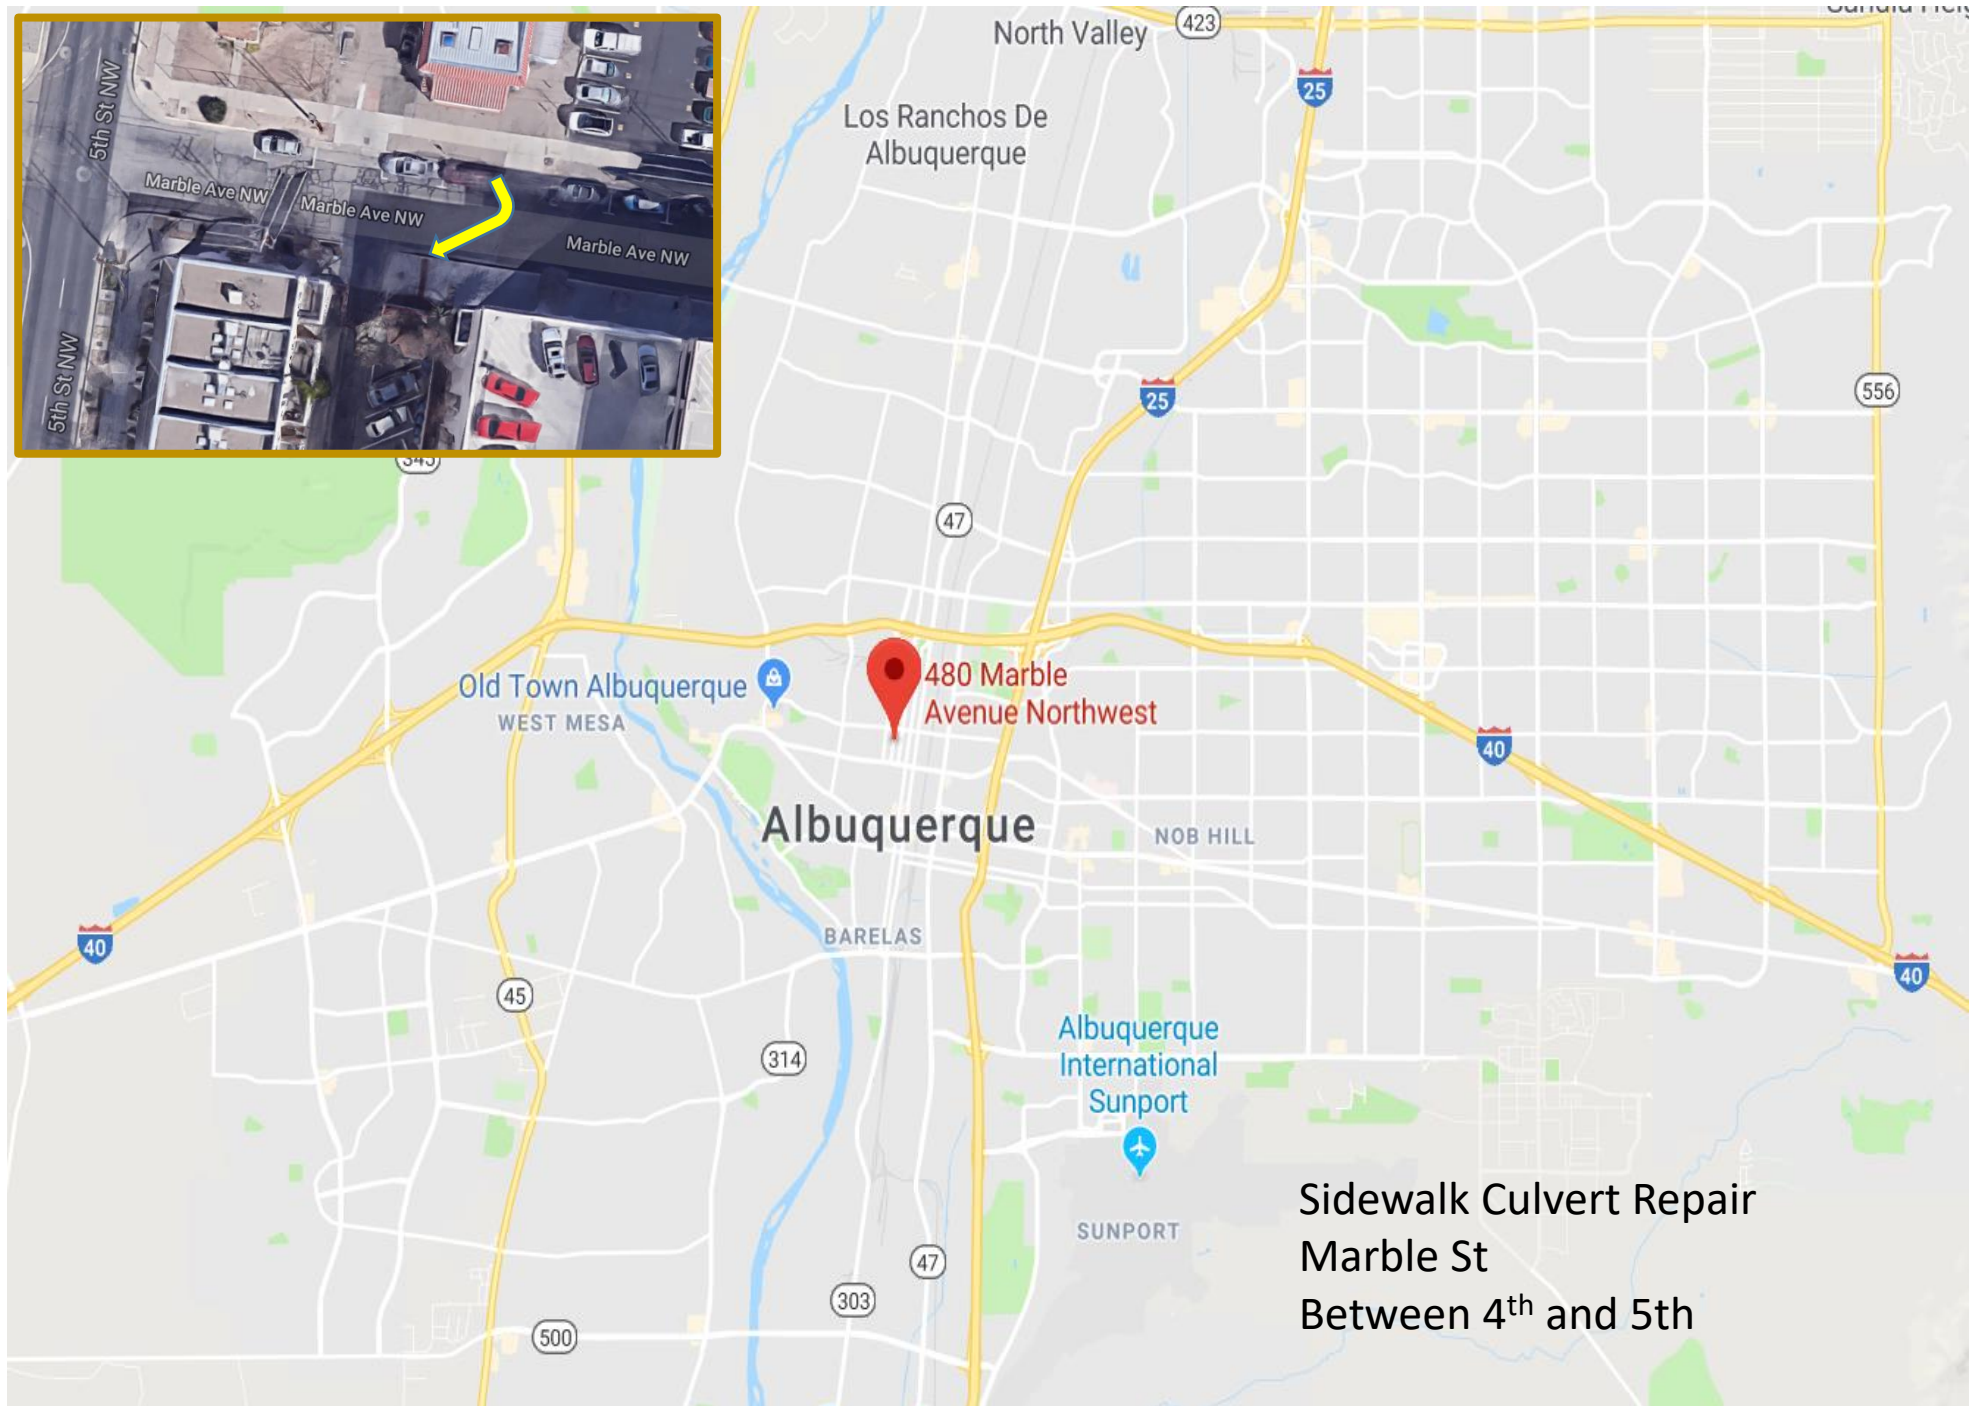 5th St NW
Marble Ave NW
Marble Ave NW
Marble Ave NW
5th St NW
North Valley
423
25
Los Ranchos De
Albuquerque
25
556
345
47
Old Town Albuquerque
WEST MESA
480 Marble
Avenue Northwest
40
Albuquerque
NOB HILL
BARELAS
40
40
45
314
Albuquerque
International
Sunport
SUNPORT
47
303
500
Sidewalk Culvert Repair
Marble St
Between 4th and 5th